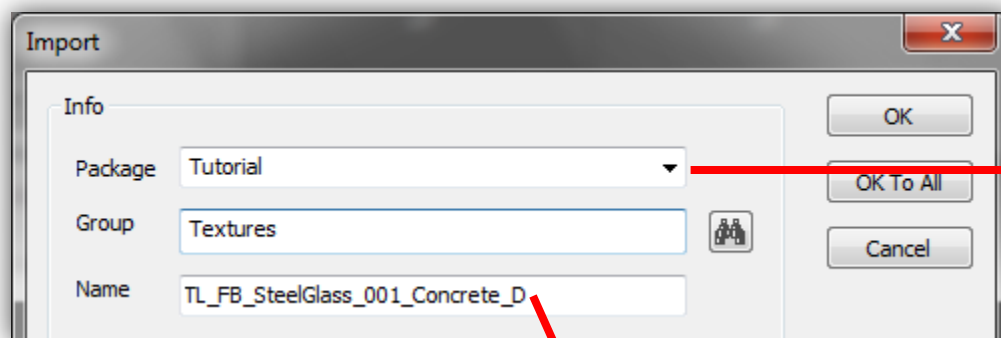 Import
Info
OK
Package Tutorial
OK To All
Group Textures
Cancel
Name TL_FB_SteelGlass_001_Concrete_D